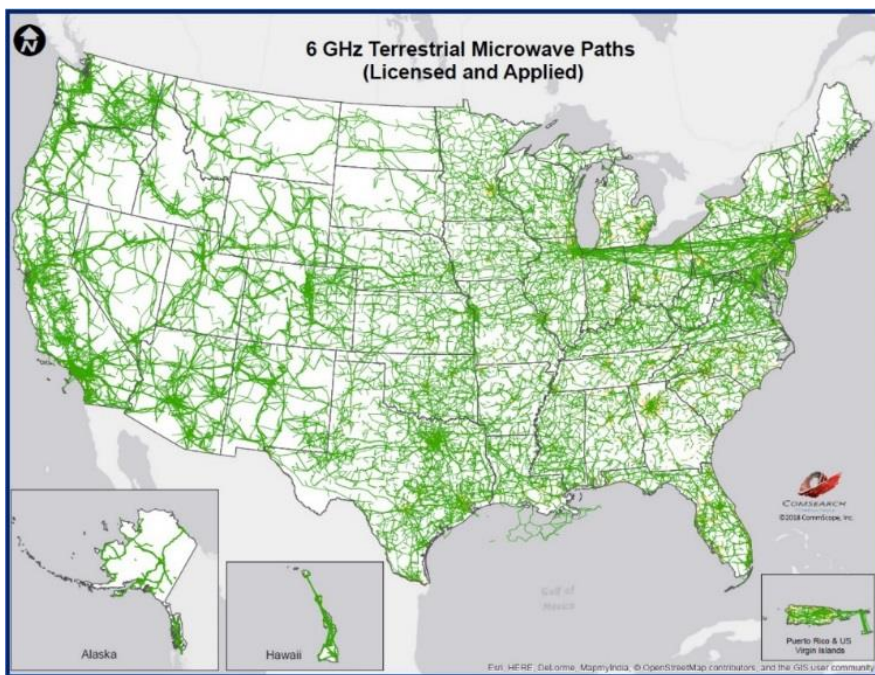 N
6 GHz Terrestrial Microwave Paths
(Licensed and Applied)
COMSEARCH
©2018 CommScope, Inc.
Gulf of
Mexico
Alaska
Hawaii
Puerto Rico & US
Virgin Islands
Esri, HERE, DeLorme, MapmyIndia, © OpenStreetMap contributors, and the GIS user community